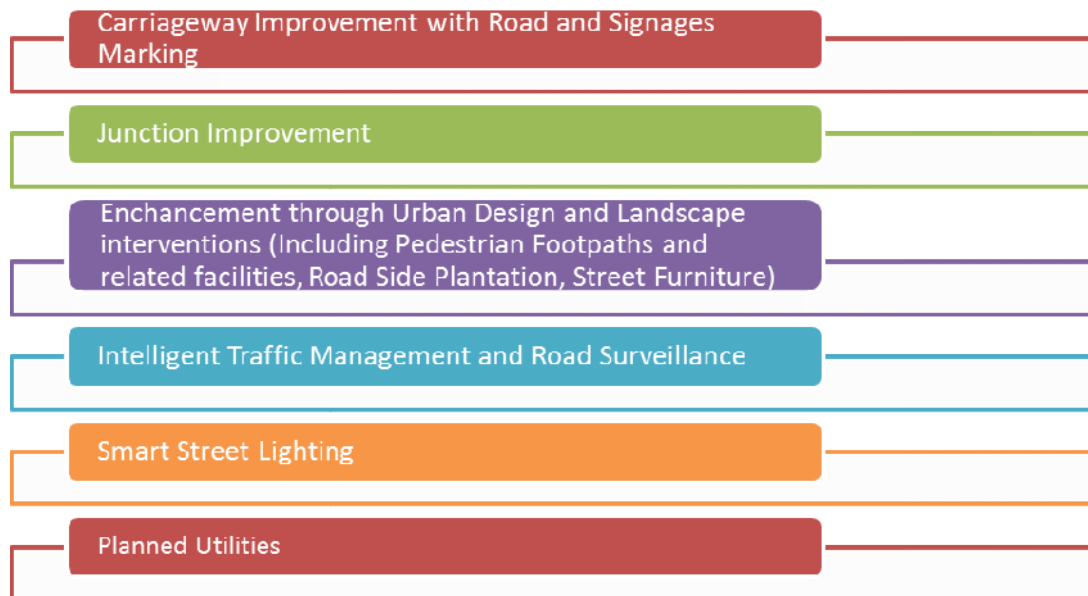 Carriageway Improvement with Road and Signages
Marking
Junction Improvement
Enchancement through Urban Design and Landscape
interventions (Including Pedestrian Footpaths and
related facilities, Road Side Plantation, Street Furniture)
Intelligent Traffic Management and Road Surveillance
Smart Street Lighting
Planned Utilities